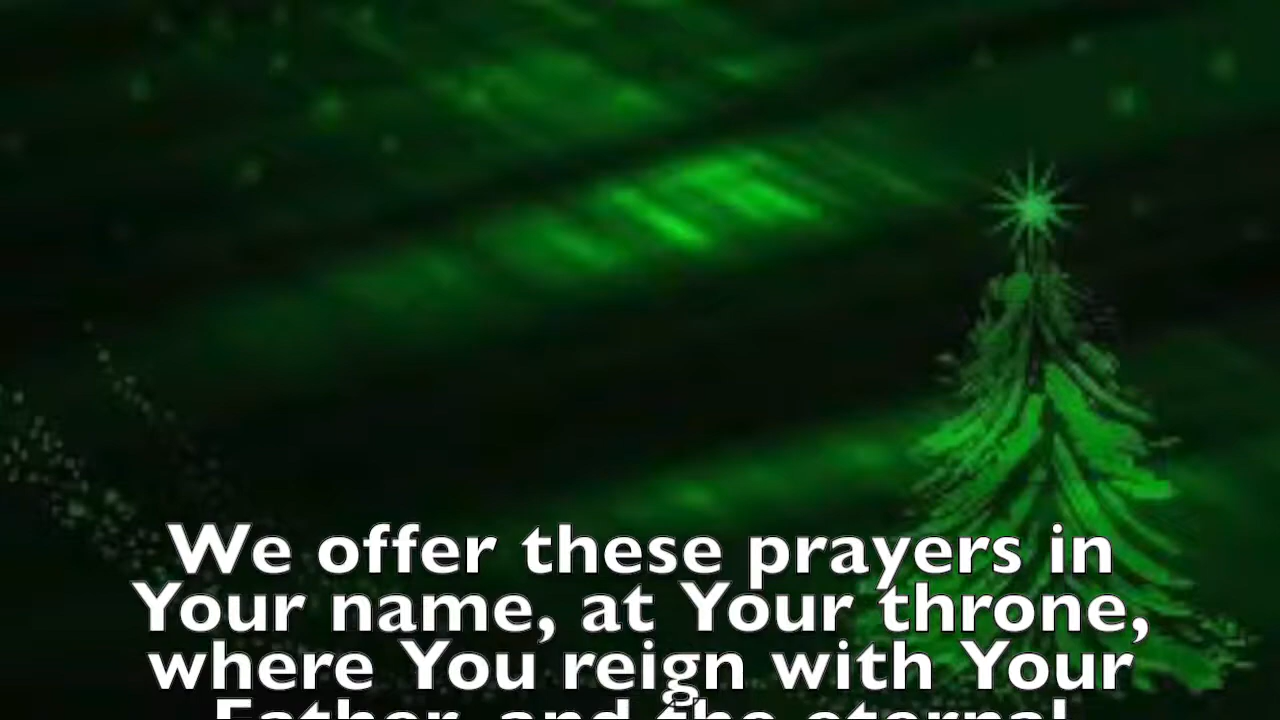 We offer these prayers in
Your name, at Your throne,
where You reign with Your
Father, and the eternal